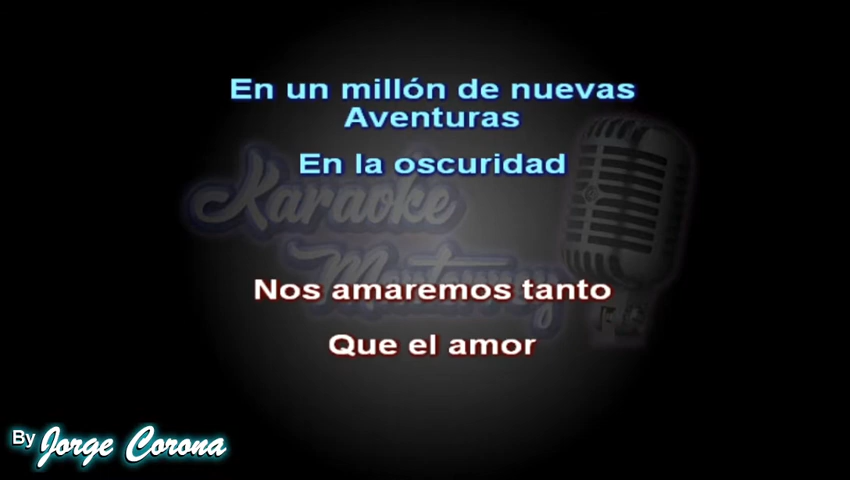 En un millón de nuevas
Aventuras
En la oscuridad
Karaoke
Monterrey
Nos amaremos tanto
Que el amor
By Jorge Corona